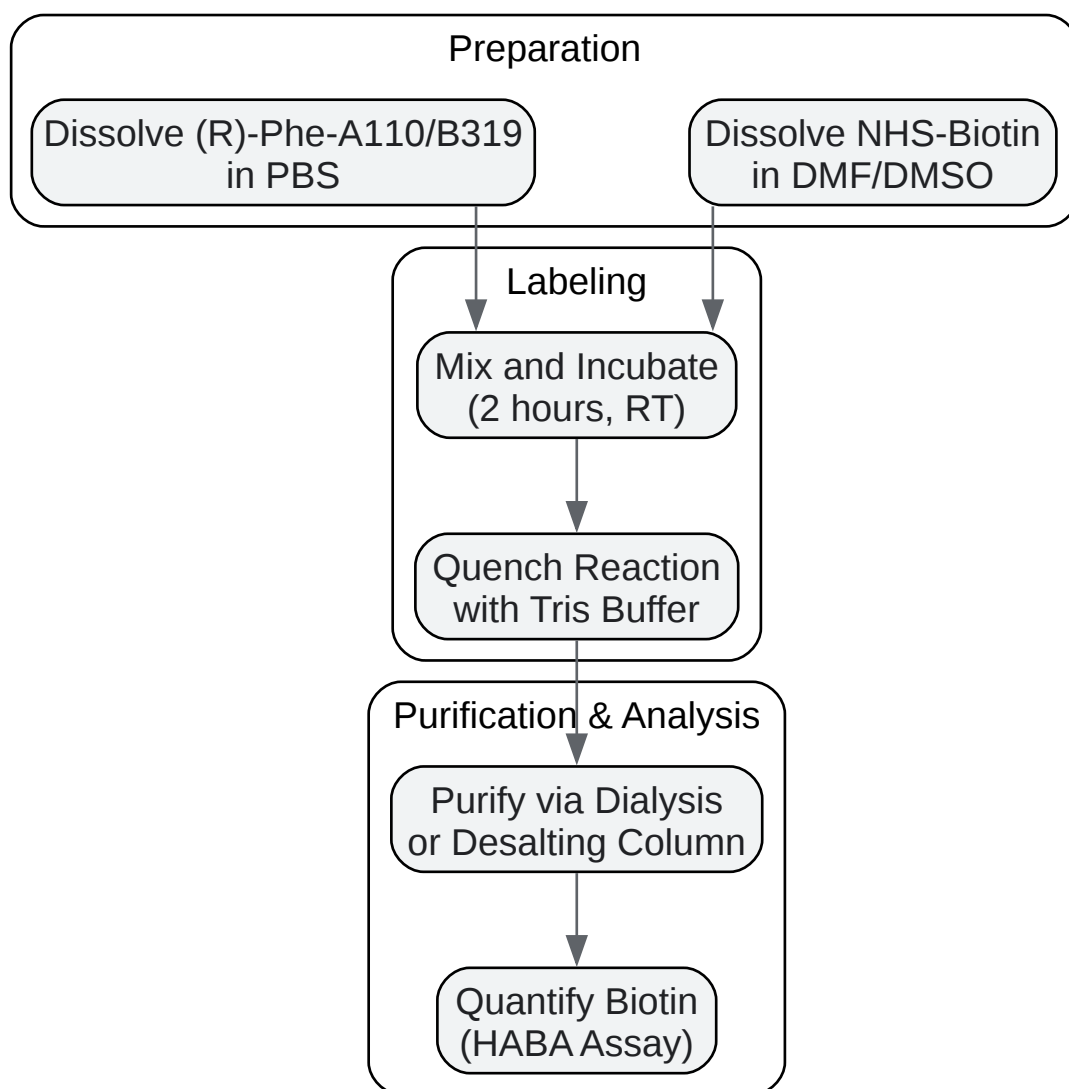 Preparation
Dissolve (R)-Phe-A110/B319
in PBS
Dissolve NHS-Biotin
in DMF/DMSO
Labeling
Mix and Incubate
(2 hours, RT)
Quench Reaction
with Tris Buffer
Purification & Analysis
Purify via Dialysis
or Desalting Column
Quantify Biotin
(HABA Assay)